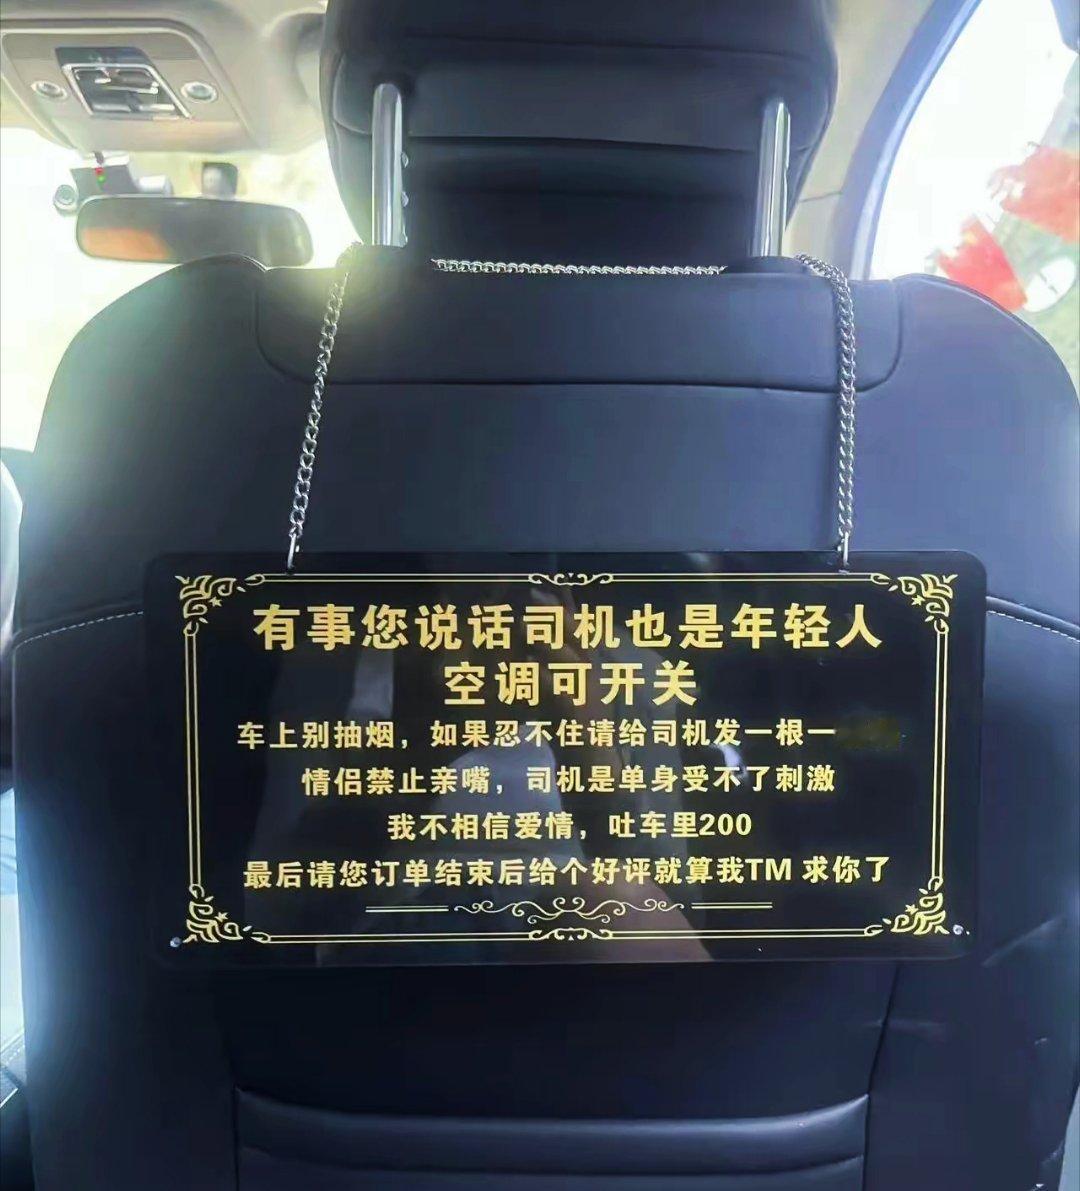 有事您说话司机也是年轻人
空调可开关
车上别抽烟，如果忍不住请给司机发一根一
情侣禁止亲嘴，司机是单身受不了刺激
我不相信爱情，吐车里200
最后请您订单结束后给个好评就算我TM 求你了